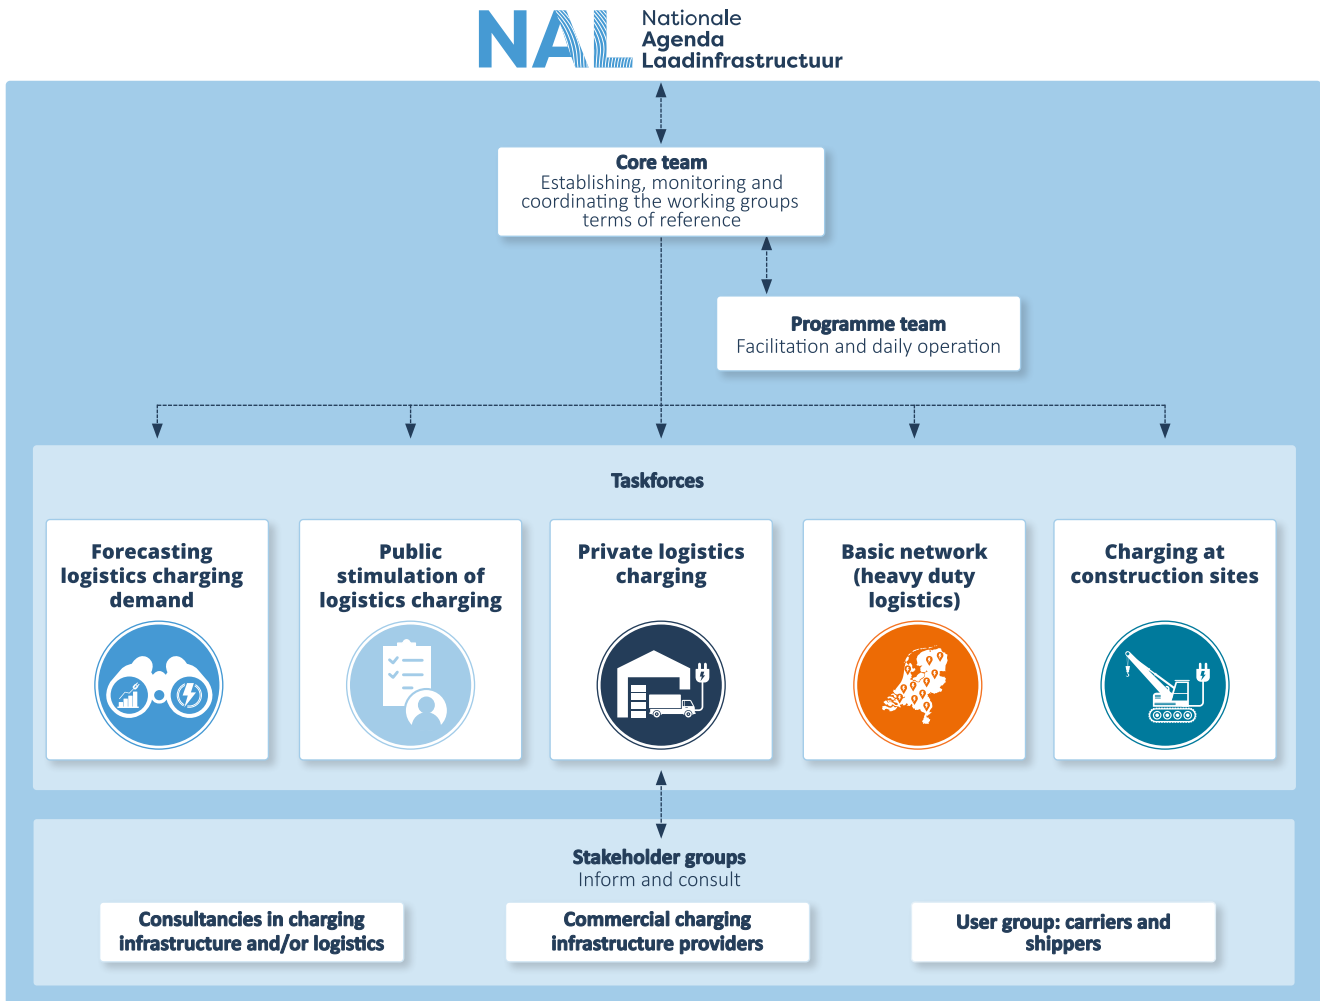 NAL
Nationale
Agenda
Laadinfrastructuur
Core team
Establishing, monitoring and
coordinating the working groups
terms of reference
Programme team
Facilitation and daily operation
Taskforces
Forecasting
logistics charging
demand
Public
stimulation of
logistics charging
Private logistics
charging
Basic network
(heavy duty
logistics)
Charging at
construction sites
Stakeholder groups
Inform and consult
Consultancies in charging
infrastructure and/or logistics
Commercial charging
infrastructure providers
User group: carriers and
shippers